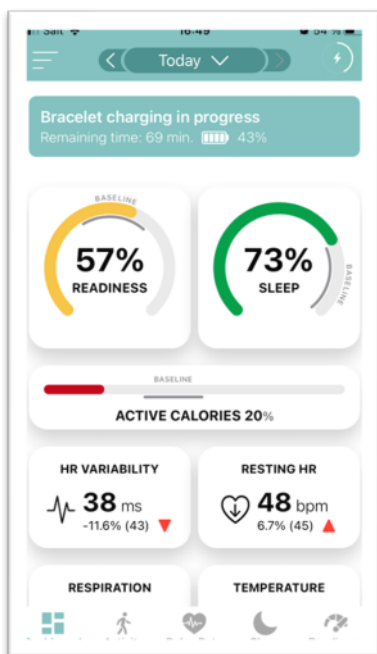 Today
Bracelet charging in progress
Remaining time: 69 min. 43%
BASELINE
57%
READINESS
73%
SLEEP
BASELINE
BASELINE
ACTIVE CALORIES 20%
HR VARIABILITY
38 ms
-11.6% (43)
RESTING HR
48 bpm
6.7% (45)
RESPIRATION
TEMPERATURE